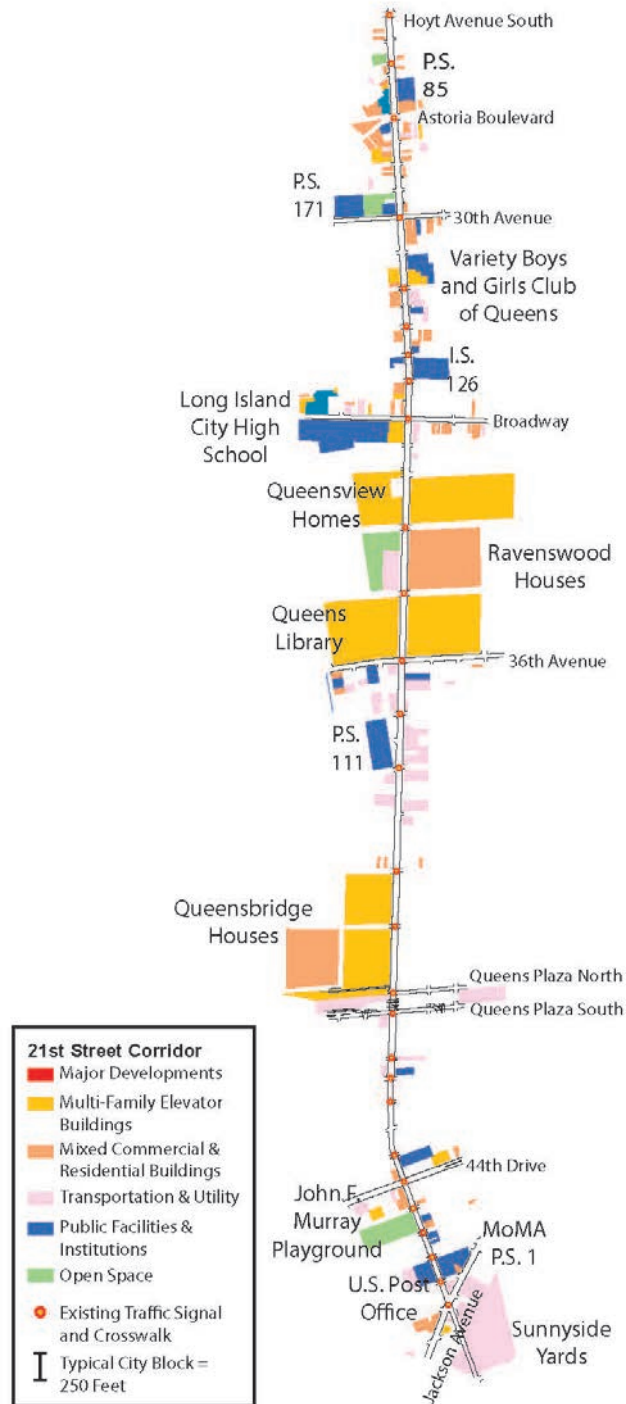 Hoyt Avenue South
P.S.
85
Astoria Boulevard
P.S.
171
30th Avenue
Variety Boys
and Girls Club
of Queens
I.S.
126
Long Island
City High
School
Broadway
Queensview
Homes
Ravenswood
Houses
Queens
Library
36th Avenue
P.S.
111
Queensbridge
Houses
Queens Plaza North
Queens Plaza South
21st Street Corridor
Major Developments
Multi-Family Elevator
Buildings
Mixed Commercial &
Residential Buildings
Transportation & Utility
Public Facilities &
Institutions
Open Space
Existing Traffic Signal
and Crosswalk
Typical City Block =
250 Feet
44th Drive
John F.
Murray
Playground
MoMA
P.S. 1
U.S. Post
Office
Jackson Avenue
Sunnyside
Yards